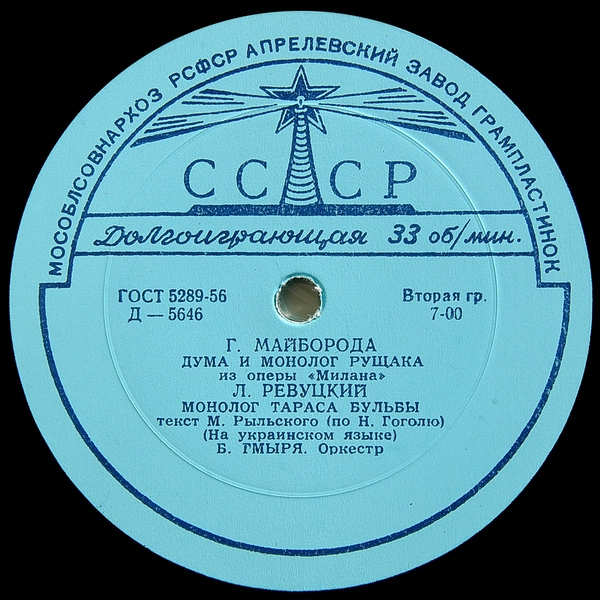 МОСОБЛСОВНАРХОЗ РСФСР АПРЕЛЕВСКИЙ ЗАВОД ГРАМПЛАСТИНОК
СССР
Долгоиграющая 33 об/мин.
ГОСТ 5289-56
Д — 5646
Вторая гр.
7-00
Г. МАЙБОРОДА
ДУМА И МОНОЛОГ РУЩАКА
из оперы «Милана»
Л. РЕВУЦКИЙ
МОНОЛОГ ТАРАСА БУЛЬБЫ
текст М. Рыльского (по Н. Гоголю)
(На украинском языке)
Б. ГМЫРЯ. Оркестр